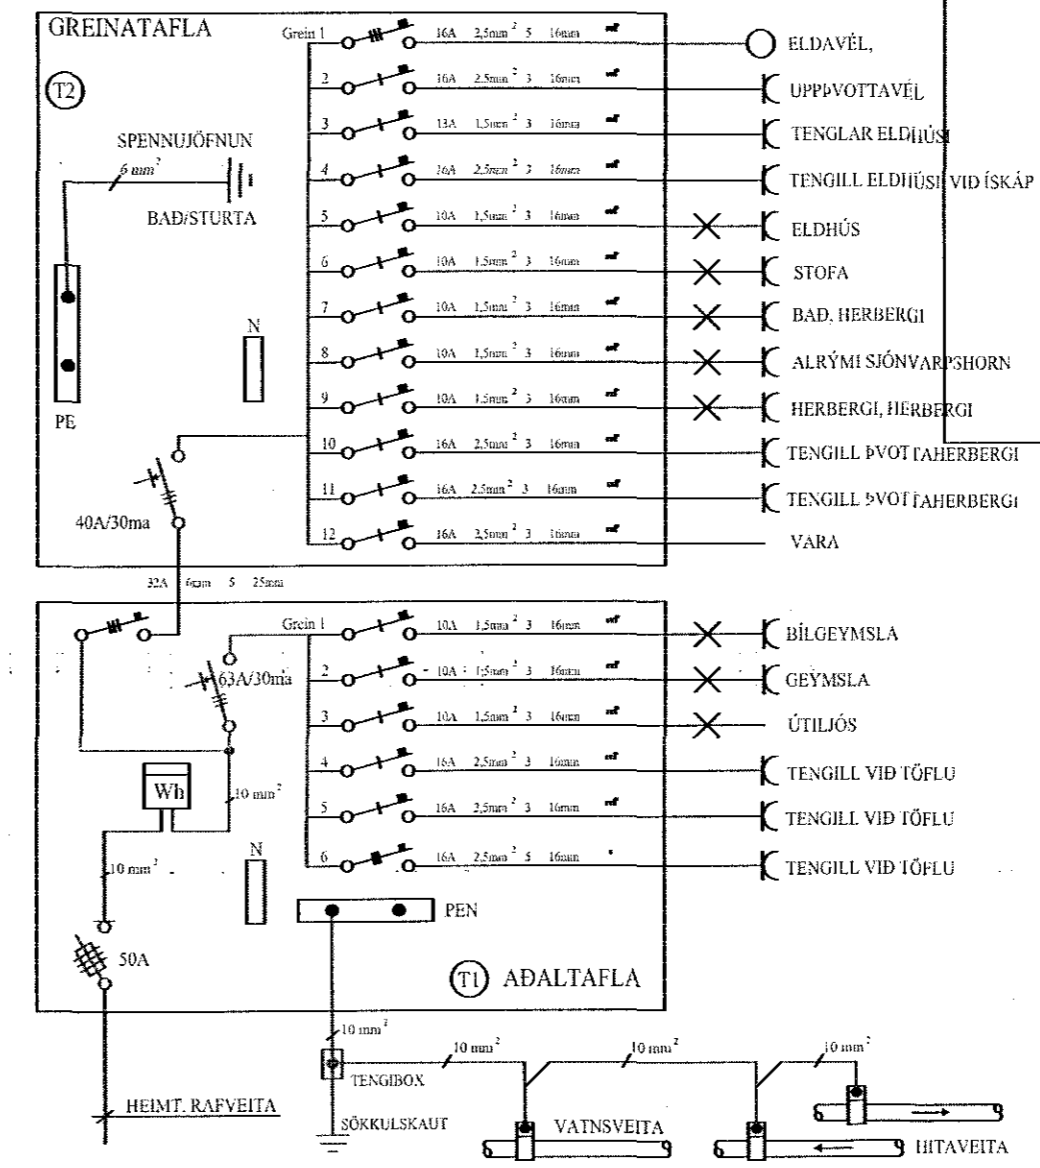 GREINATAFLA
T2
SPENNUJÖFNUN
6 mm²
BAÐ/STURTA
PE
N
40A/30ma
Grein 1 16A 2,5mm² 5 16mm ELDAVÉL,
2 16A 2,5mm² 3 16mm UPPÞVOTTAVÉL
3 13A 1,5mm² 3 16mm TENGLAR ELDHÚSI
4 16A 2,5mm² 3 16mm TENGILL ELDHÚSI VIÐ ÍSKÁP
5 10A 1,5mm² 3 16mm ELDHÚS
6 10A 1,5mm² 3 16mm STOFA
7 10A 1,5mm² 3 16mm BAÐ, HERBERGI
8 10A 1,5mm² 3 16mm ALRÝMI SJÓNVARPSHORN
9 10A 1,5mm² 3 16mm HERBERGI, HERBERGI
10 16A 2,5mm² 3 16mm TENGILL ÞVOTTAHERBERGI
11 16A 2,5mm² 3 16mm TENGILL ÞVOTTAHERBERGI
12 16A 2,5mm² 3 16mm VARA
32A 6mm 5 25mm
63A/30ma
Grein 1 10A 1,5mm² 3 16mm BÍLGEYMSLA
2 10A 1,5mm² 3 16mm GEYMSLA
3 10A 1,5mm² 3 16mm ÚTILJÓS
4 16A 2,5mm² 3 16mm TENGILL VIÐ TÖFLU
5 16A 2,5mm² 3 16mm TENGILL VIÐ TÖFLU
6 16A 2,5mm² 5 16mm TENGILL VIÐ TÖFLU
Wh
10 mm²
10 mm²
N
PEN
50A
T1 AÐALTAFLA
10 mm²
10 mm²
10 mm²
10 mm²
TENGIBOX
HEIMT. RAFVEITA
SÖKKULSKAUT
VATNSVEITA
HITAVEITA